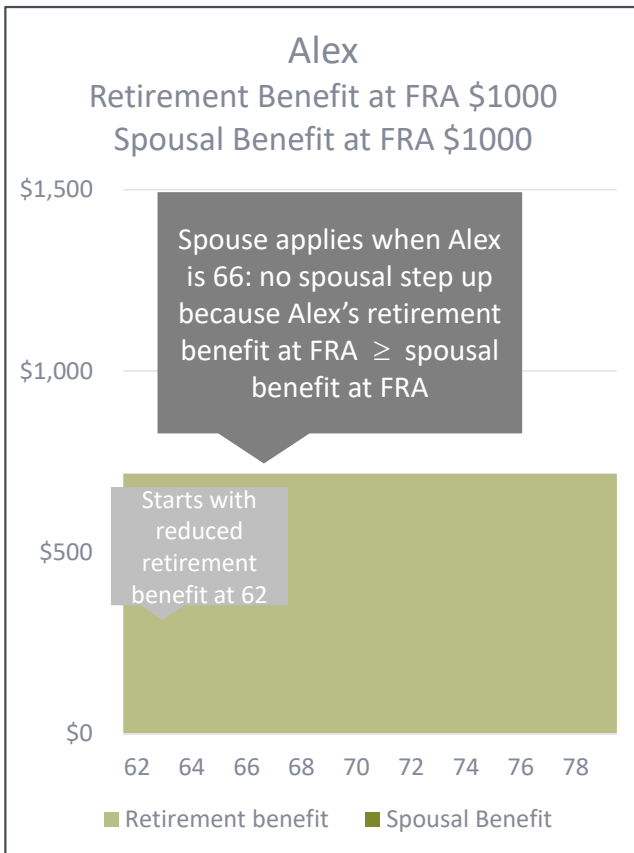 Alex
Retirement Benefit at FRA $1000
Spousal Benefit at FRA $1000
$1,500
Spouse applies when Alex
is 66: no spousal step up
because Alex’s retirement
benefit at FRA ≥ spousal
benefit at FRA
$1,000
Starts with
reduced
retirement
benefit at 62
$500
$0
62 64 66 68 70 72 74 76 78
Retirement benefit Spousal Benefit